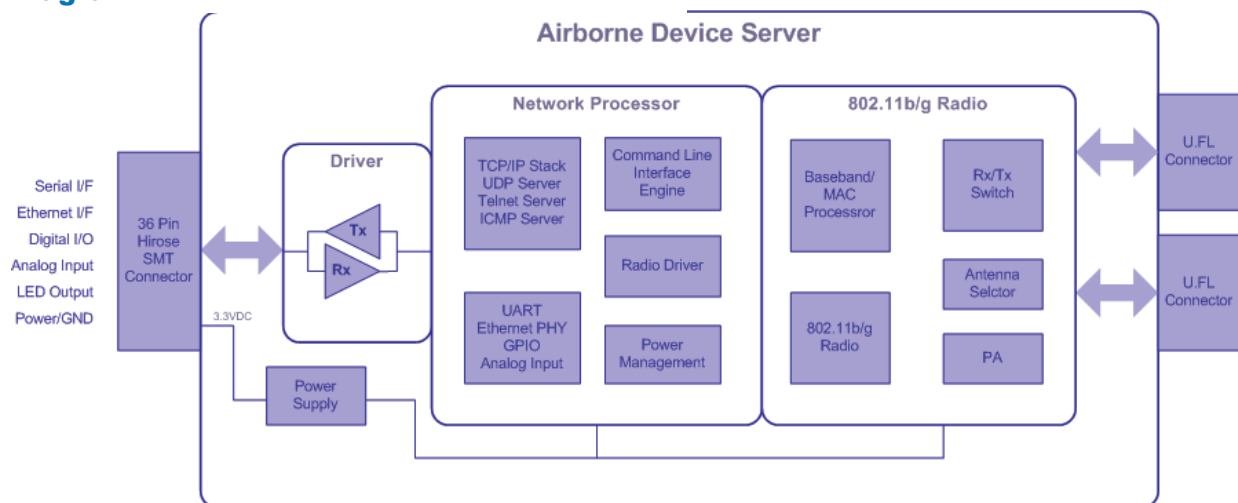 Airborne Device Server
Network Processor
802.11b/g Radio
Driver
Tx
Rx
TCP/IP Stack
UDP Server
Telnet Server
ICMP Server
Command Line
Interface
Engine
Radio Driver
UART
Ethernet PHY
GPIO
Analog Input
Power
Management
Baseband/
MAC
Processror
Rx/Tx
Switch
Antenna
Selctor
802.11b/g
Radio
PA
U.FL
Connector
U.FL
Connector
Serial I/F
Ethernet I/F
Digital I/O
Analog Input
LED Output
Power/GND
36 Pin
Hirose
SMT
Connector
3.3VDC
Power
Supply